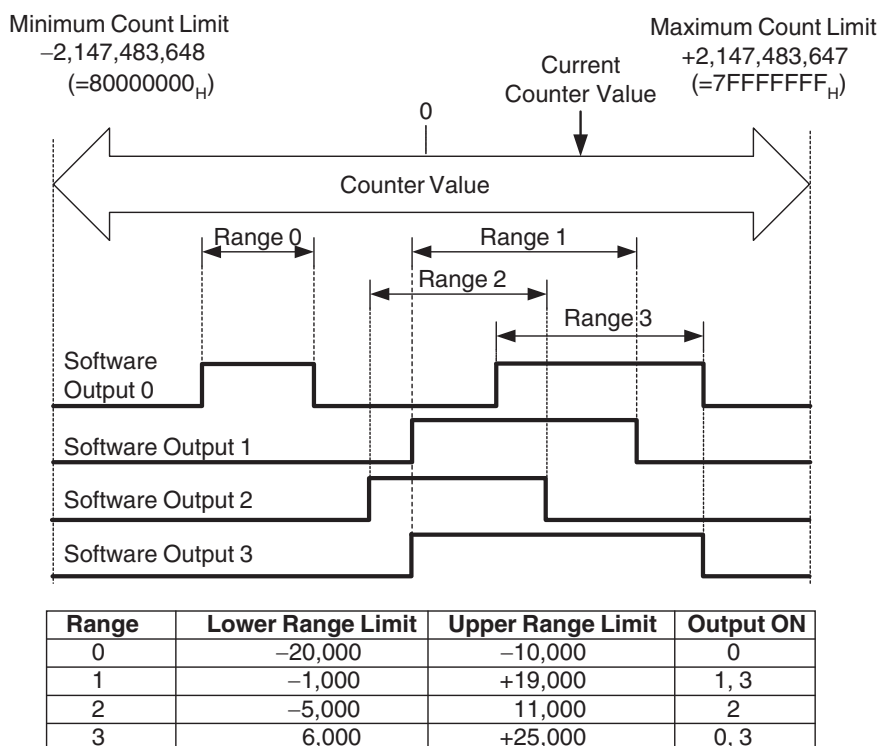 Minimum Count Limit
−2,147,483,648
(=80000000H)
Maximum Count Limit
+2,147,483,647
(=7FFFFFFFH)
Current
Counter Value
0
Counter Value
Range 0
Range 1
Range 2
Range 3
Software
Output 0
Software Output 1
Software Output 2
Software Output 3
Range Lower Range Limit Upper Range Limit Output ON
0 −20,000 −10,000 0
1 −1,000 +19,000 1, 3
2 −5,000 11,000 2
3 6,000 +25,000 0, 3